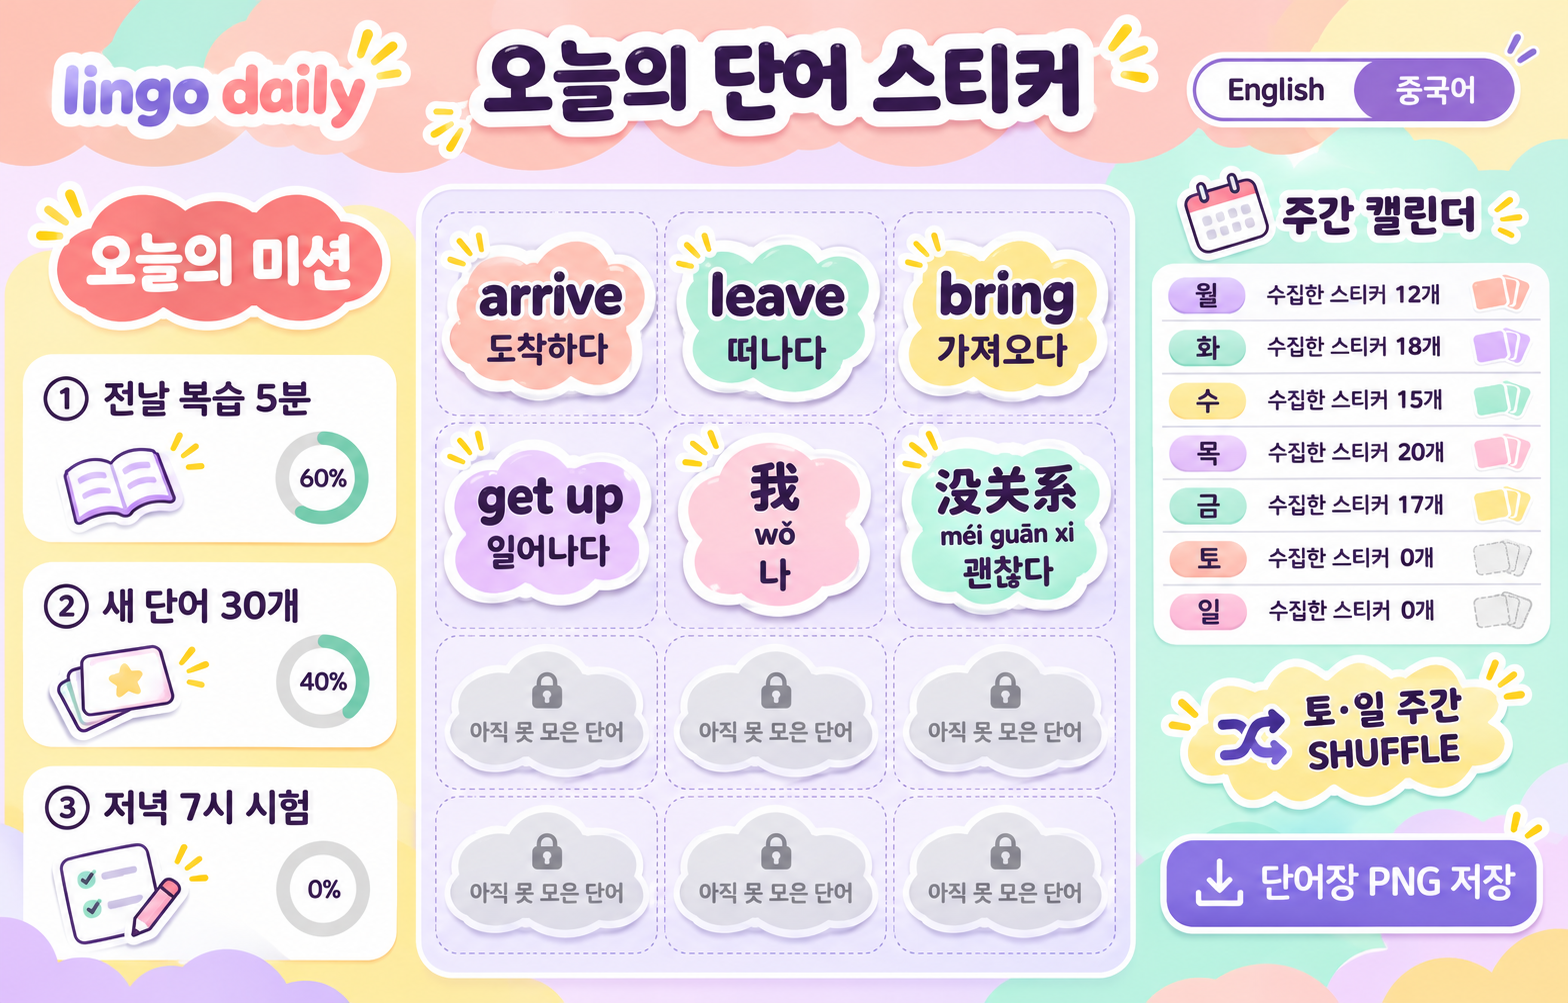 lingo daily
오늘의 단어 스티커
English
중국어
오늘의 미션
1 전날 복습 5분
60%
2 새 단어 30개
40%
3 저녁 7시 시험
0%
arrive
도착하다
leave
떠나다
bring
가져오다
get up
일어나다
我
wǒ
나
没关系
méi guān xi
괜찮다
아직 못 모은 단어
아직 못 모은 단어
아직 못 모은 단어
아직 못 모은 단어
아직 못 모은 단어
아직 못 모은 단어
주간 캘린더
월 수집한 스티커 12개
화 수집한 스티커 18개
수 수집한 스티커 15개
목 수집한 스티커 20개
금 수집한 스티커 17개
토 수집한 스티커 0개
일 수집한 스티커 0개
토·일 주간
SHUFFLE
단어장 PNG 저장